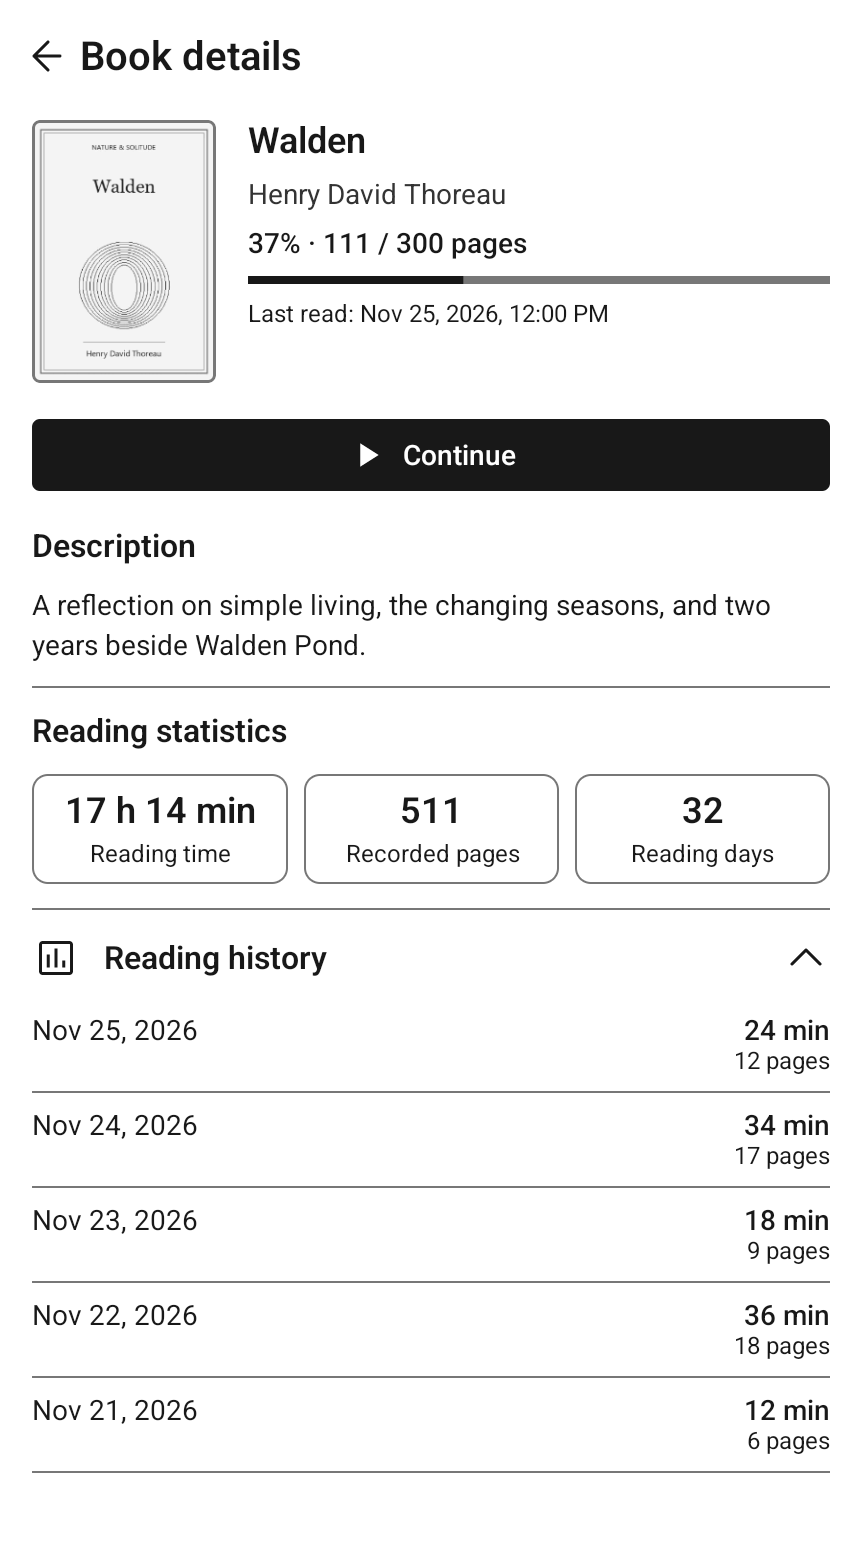 Book details
NATURE & SOLITUDE
Walden
Henry David Thoreau
Walden
Henry David Thoreau
37% · 111 / 300 pages
Last read: Nov 25, 2026, 12:00 PM
Continue
Description
A reflection on simple living, the changing seasons, and two
years beside Walden Pond.
Reading statistics
17 h 14 min
Reading time
511
Recorded pages
32
Reading days
Reading history
Nov 25, 2026
24 min
12 pages
Nov 24, 2026
34 min
17 pages
Nov 23, 2026
18 min
9 pages
Nov 22, 2026
36 min
18 pages
Nov 21, 2026
12 min
6 pages